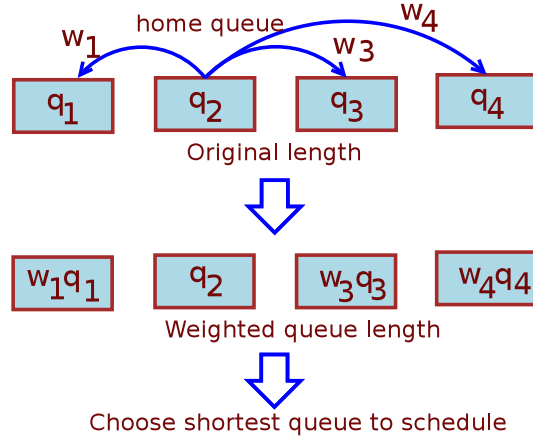 home queue
w1 w3 w4
q1 q2 q3 q4
Original length
w1q1 q2 w3q3 w4q4
Weighted queue length
Choose shortest queue to schedule